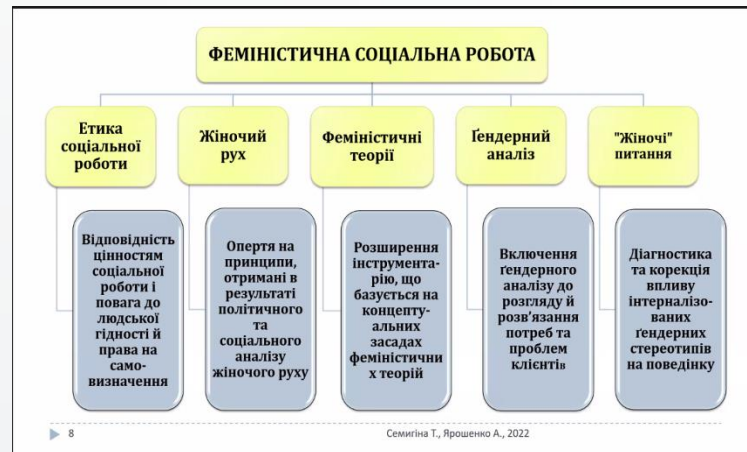 ФЕМІНІСТИЧНА СОЦІАЛЬНА РОБОТА
Етика
соціальної
роботи
Жіночий
рух
Феміністичні
теорії
Ґендерний
аналіз
"Жіночі"
питання
Відповідність
цінностям
соціальної
роботи і
повага до
людської
гідності й
права на
само-
визначення
Опертя на
принципи,
отримані в
результаті
політичного
та
соціального
аналізу
жіночого руху
Розширення
інструмента-
рію, що
базується на
концепту-
альних
засадах
феміністични
х теорій
Включення
ґендерного
аналізу до
розгляду й
розв’язання
потреб та
проблем
клієнтів
Діагностика
та корекція
впливу
інтерналізо-
ваних
ґендерних
стереотипів
на поведінку
8
Семигіна Т., Ярошенко А., 2022